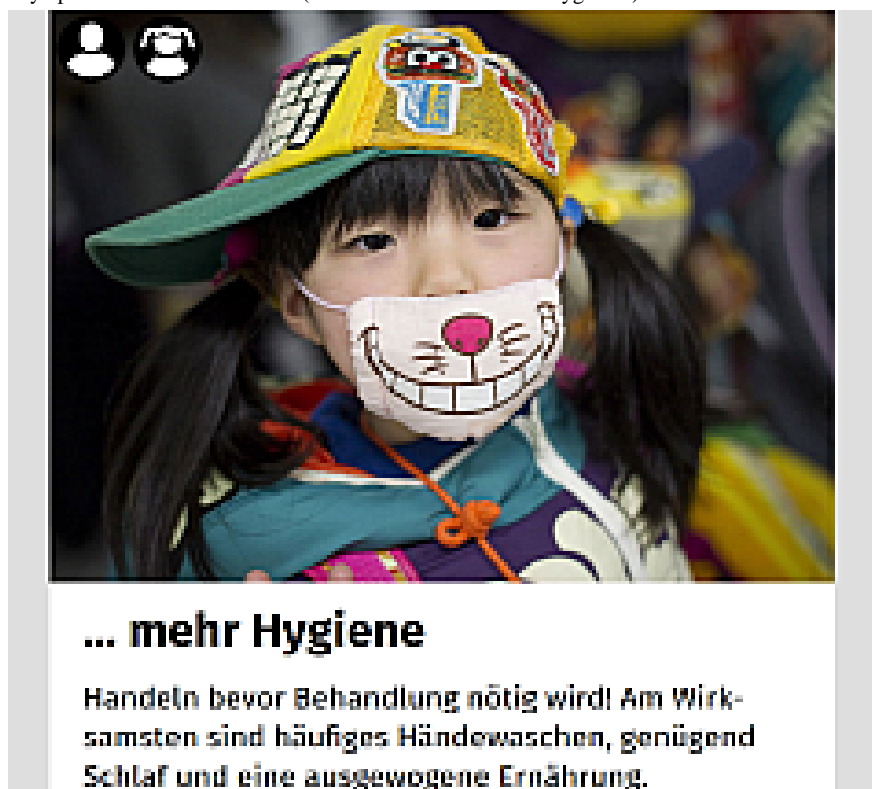 ... mehr Hygiene
Handeln bevor Behandlung nötig wird! Am Wirk-
samsten sind häufiges Händewaschen, genügend
Schlaf und eine ausgewogene Ernährung.